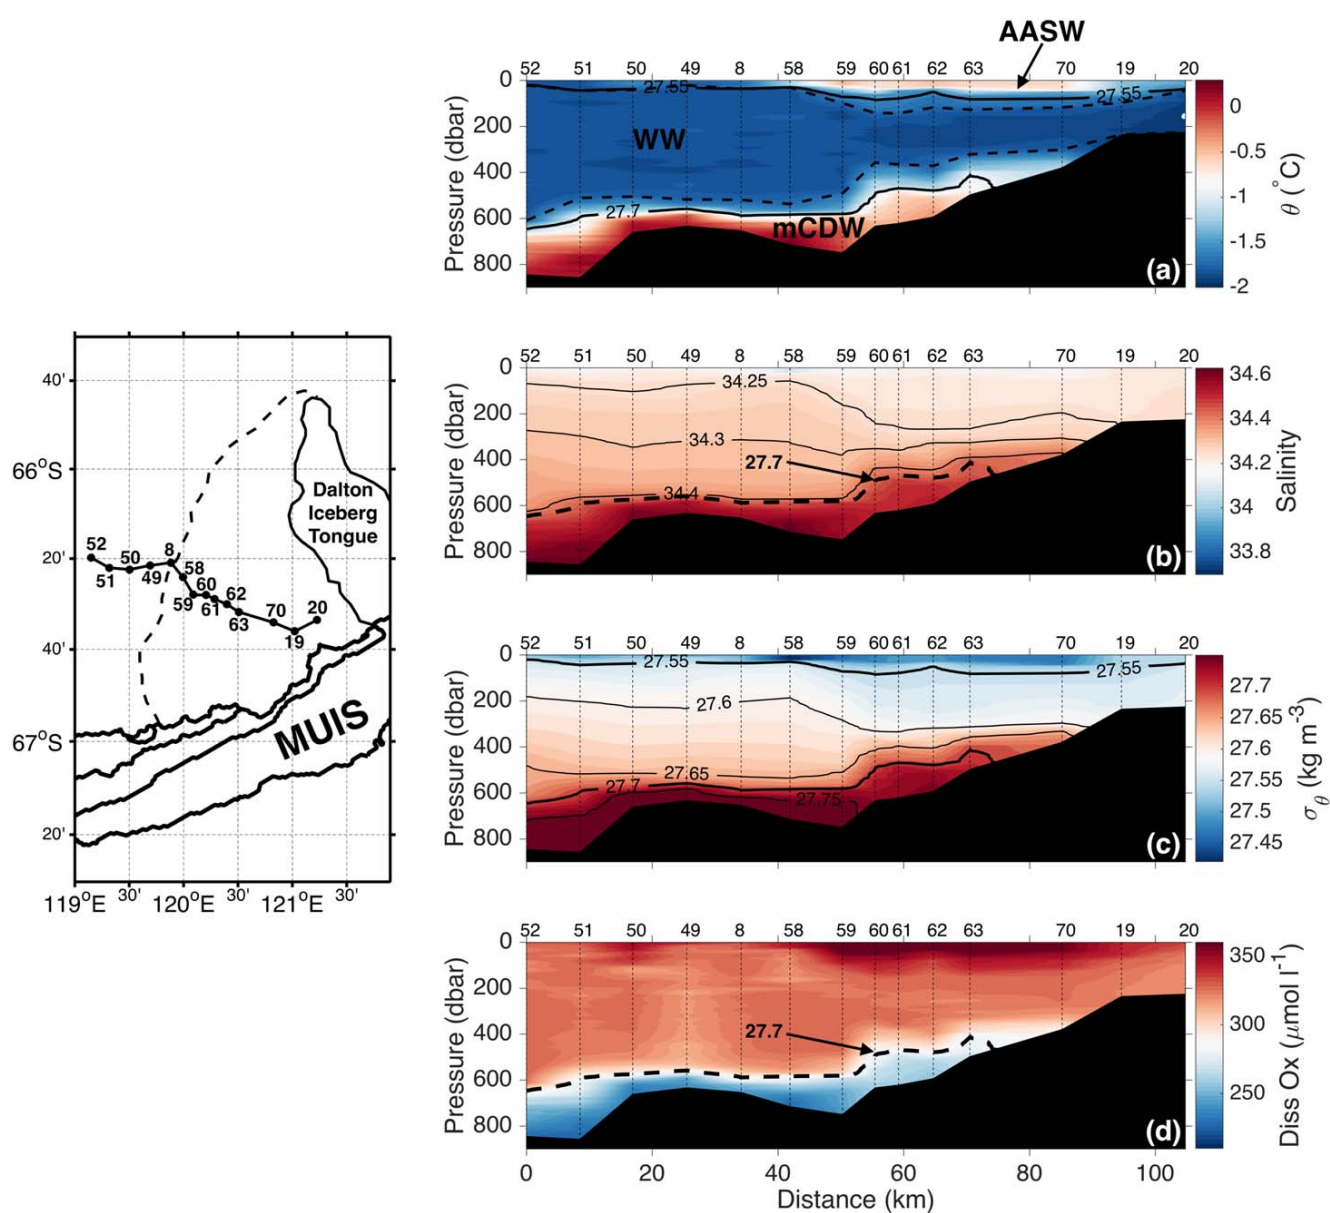 AASW
52 51 50 49 8 58 59 60 61 62 63 70 19 20
0
200
400
600
800
Pressure (dbar)
27.55
27.55
WW
27.7
mCDW
(a)
0
-0.5
-1
-1.5
-2
θ (°C)
52 51 50 49 8 58 59 60 61 62 63 70 19 20
0
200
400
600
800
Pressure (dbar)
34.25
34.3
27.7
34.4
(b)
34.6
34.4
34.2
34
33.8
Salinity
40'
66°S
20'
40'
67°S
20'
119°E 30' 120°E 30' 121°E 30'
Dalton
Iceberg
Tongue
52
51
50
49
8
58
59
60
61
62
63
70
19
20
MUIS
52 51 50 49 8 58 59 60 61 62 63 70 19 20
0
200
400
600
800
Pressure (dbar)
27.55
27.55
27.6
27.65
27.7
27.75
(c)
27.7
27.65
27.6
27.55
27.5
27.45
σθ (kg m⁻³)
52 51 50 49 8 58 59 60 61 62 63 70 19 20
0
200
400
600
800
Pressure (dbar)
27.7
(d)
350
300
250
Diss Ox (μmol l⁻¹)
0 20 40 60 80 100
Distance (km)